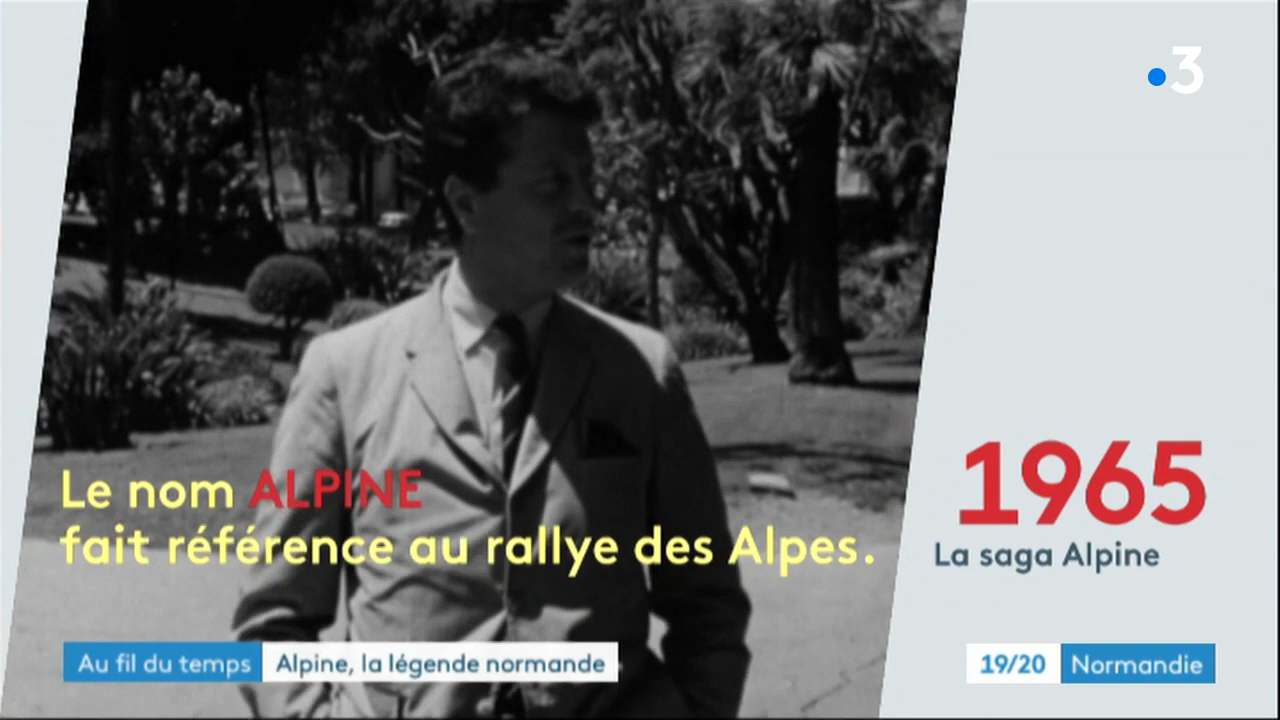 3
Le nom ALPINE
fait référence au rallye des Alpes.
1965
La saga Alpine
Au fil du temps Alpine, la légende normande
19/20 Normandie